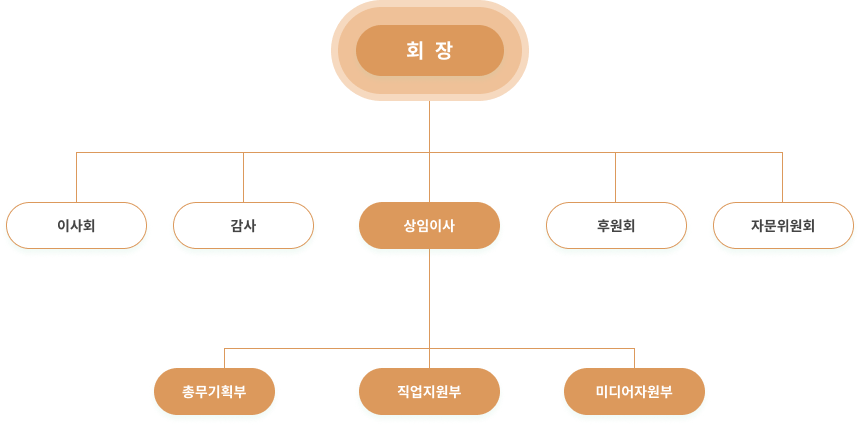 회 장
이사회
감사
상임이사
후원회
자문위원회
총무기획부
직업지원부
미디어자원부